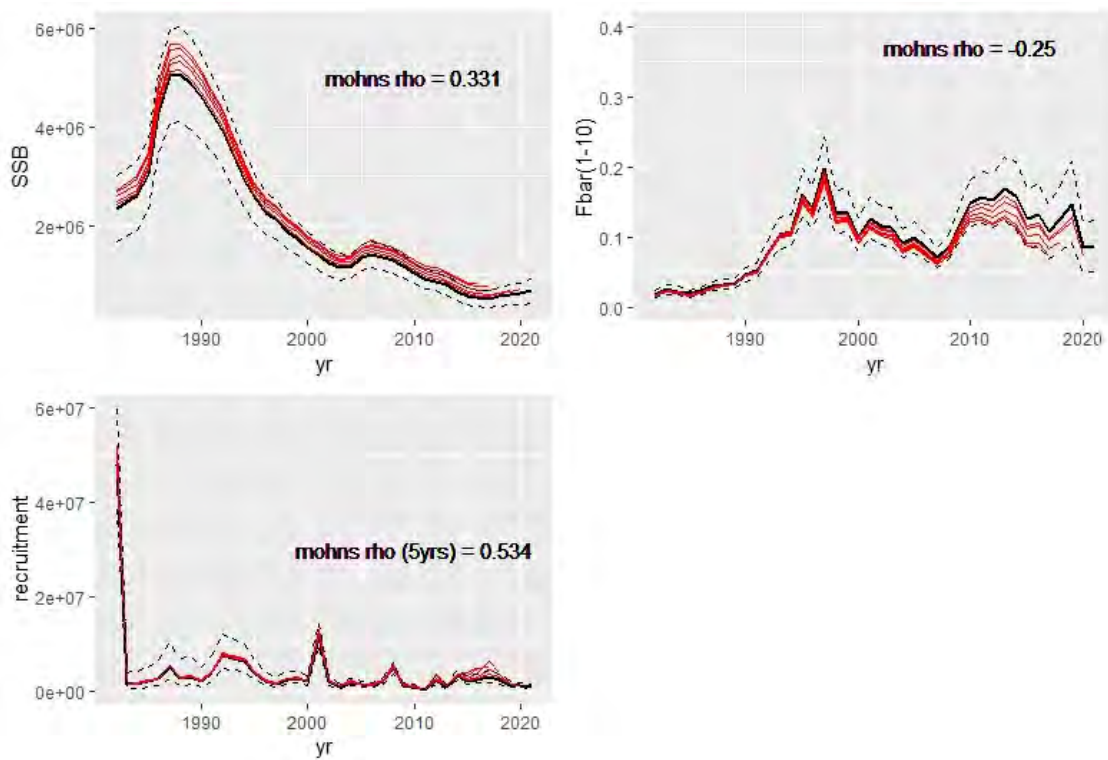 6e+06
4e+06
2e+06
SSB
mohns rho = 0.331
1990
2000
2010
2020
yr
0.4
0.3
0.2
0.1
0.0
Fbar(1-10)
mohns rho = -0.25
1990
2000
2010
2020
yr
6e+07
4e+07
2e+07
0e+00
recruitment
mohns rho (5yrs) = 0.534
1990
2000
2010
2020
yr